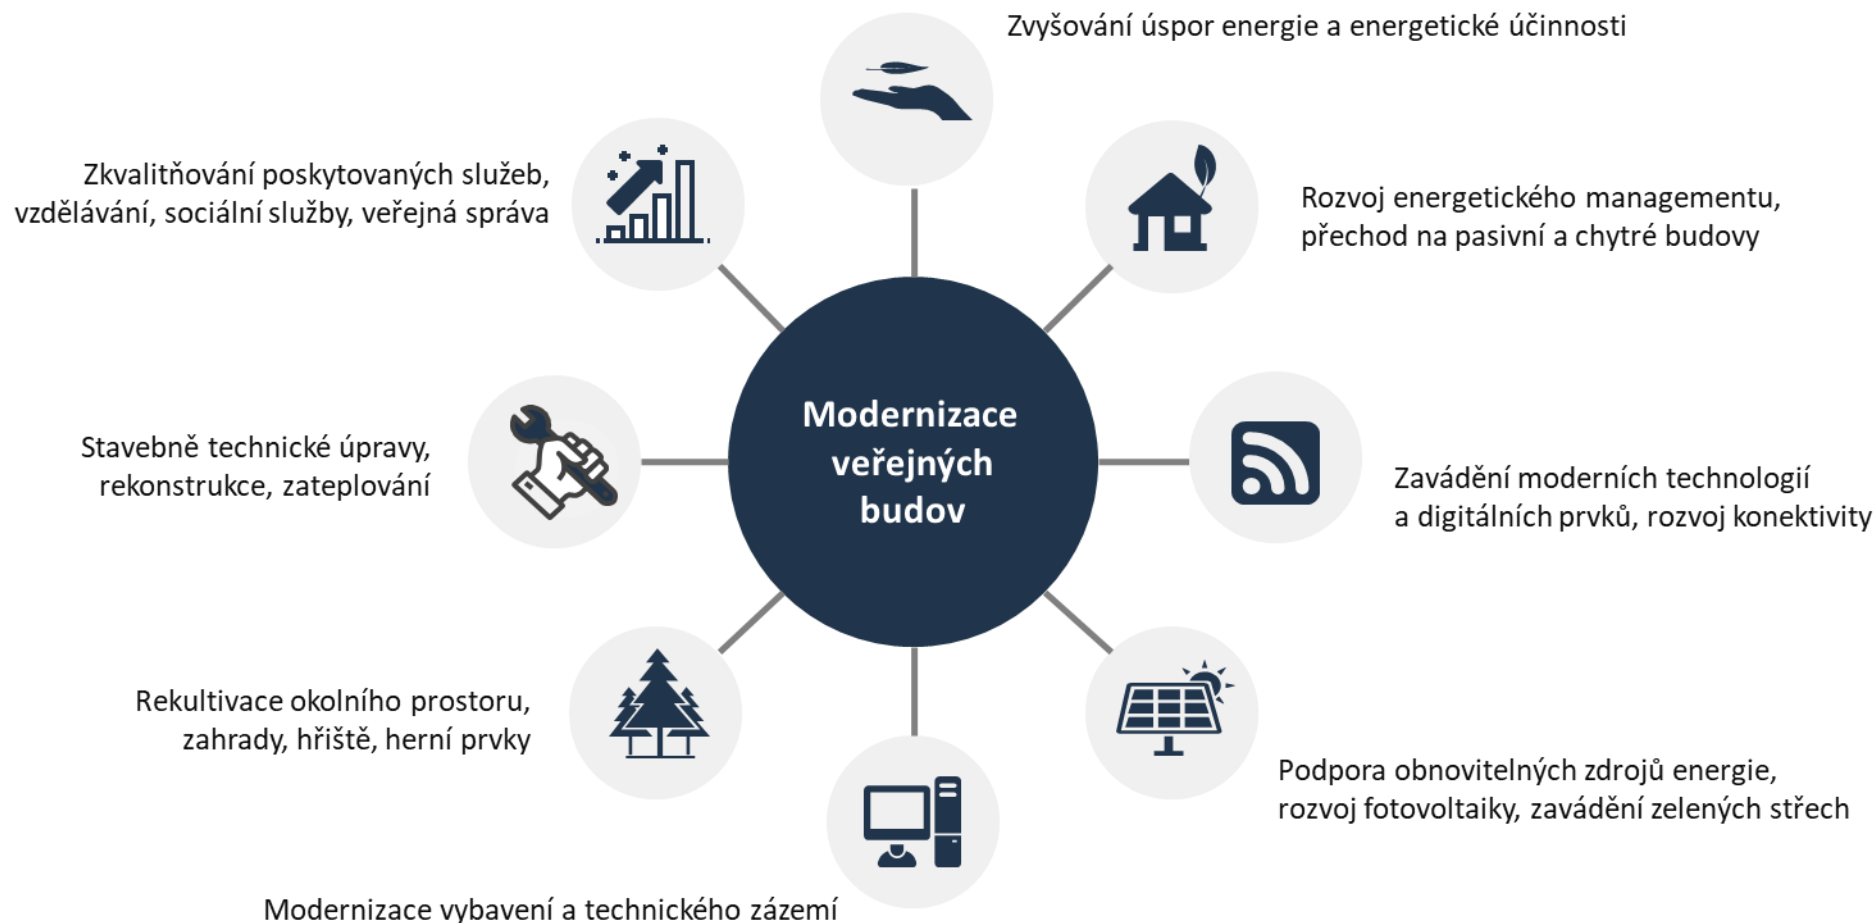 Zvyšování úspor energie a energetické účinnosti
Zkvalitňování poskytovaných služeb,
vzdělávání, sociální služby, veřejná správa
Rozvoj energetického managementu,
přechod na pasivní a chytré budovy
Modernizace
veřejných
budov
Stavebně technické úpravy,
rekonstrukce, zateplování
Zavádění moderních technologií
a digitálních prvků, rozvoj konektivity
Rekultivace okolního prostoru,
zahrady, hřiště, herní prvky
Podpora obnovitelných zdrojů energie,
rozvoj fotovoltaiky, zavádění zelených střech
Modernizace vybavení a technického zázemí